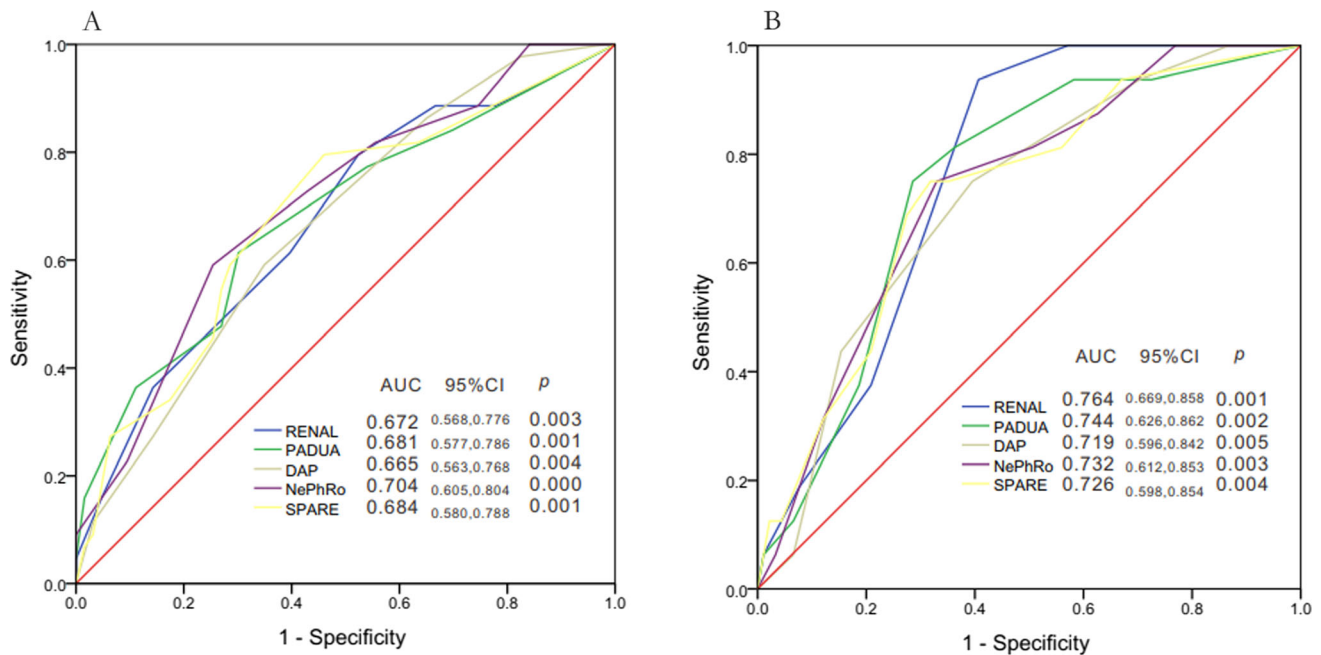 A
1.0
0.8
0.6
0.4
0.2
0.0
Sensitivity
AUC 95%CI p
RENAL 0.672 0.568,0.776 0.003
PADUA 0.681 0.577,0.786 0.001
DAP 0.665 0.563,0.768 0.004
NePhRo 0.704 0.605,0.804 0.000
SPARE 0.684 0.580,0.788 0.001
0.0 0.2 0.4 0.6 0.8 1.0
1 - Specificity
B
1.0
0.8
0.6
0.4
0.2
0.0
Sensitivity
AUC 95%CI p
RENAL 0.764 0.669,0.858 0.001
PADUA 0.744 0.626,0.862 0.002
DAP 0.719 0.596,0.842 0.005
NePhRo 0.732 0.612,0.853 0.003
SPARE 0.726 0.598,0.854 0.004
0.0 0.2 0.4 0.6 0.8 1.0
1 - Specificity